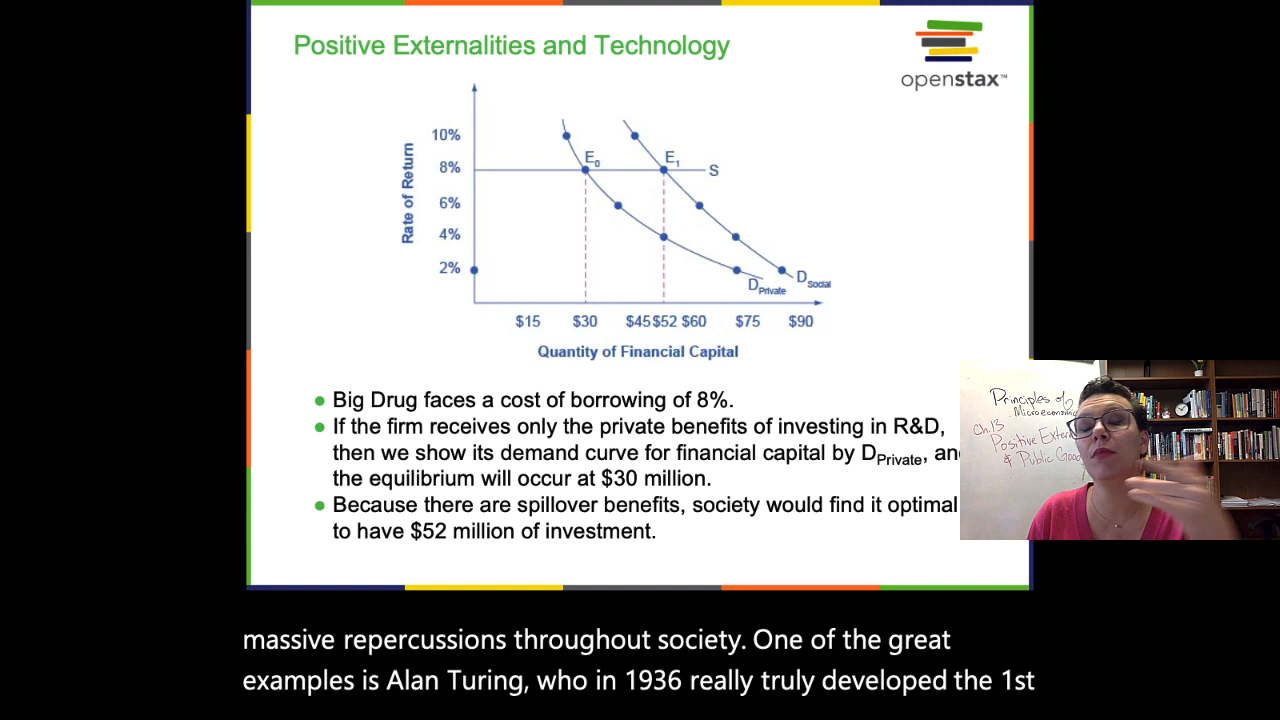 Positive Externalities and Technology
openstax™
Rate of Return
10%
8%
6%
4%
2%
E0
E1
S
DPrivate
DSocial
$15 $30 $45 $52 $60 $75 $90
Quantity of Financial Capital
Big Drug faces a cost of borrowing of 8%.
If the firm receives only the private benefits of investing in R&D,
then we show its demand curve for financial capital by DPrivate, an
the equilibrium will occur at $30 million.
Because there are spillover benefits, society would find it optimal
to have $52 million of investment.
Principles of
Microeconomic
Ch.13
Positive Extern
& Public Good
massive repercussions throughout society. One of the great
examples is Alan Turing, who in 1936 really truly developed the 1st